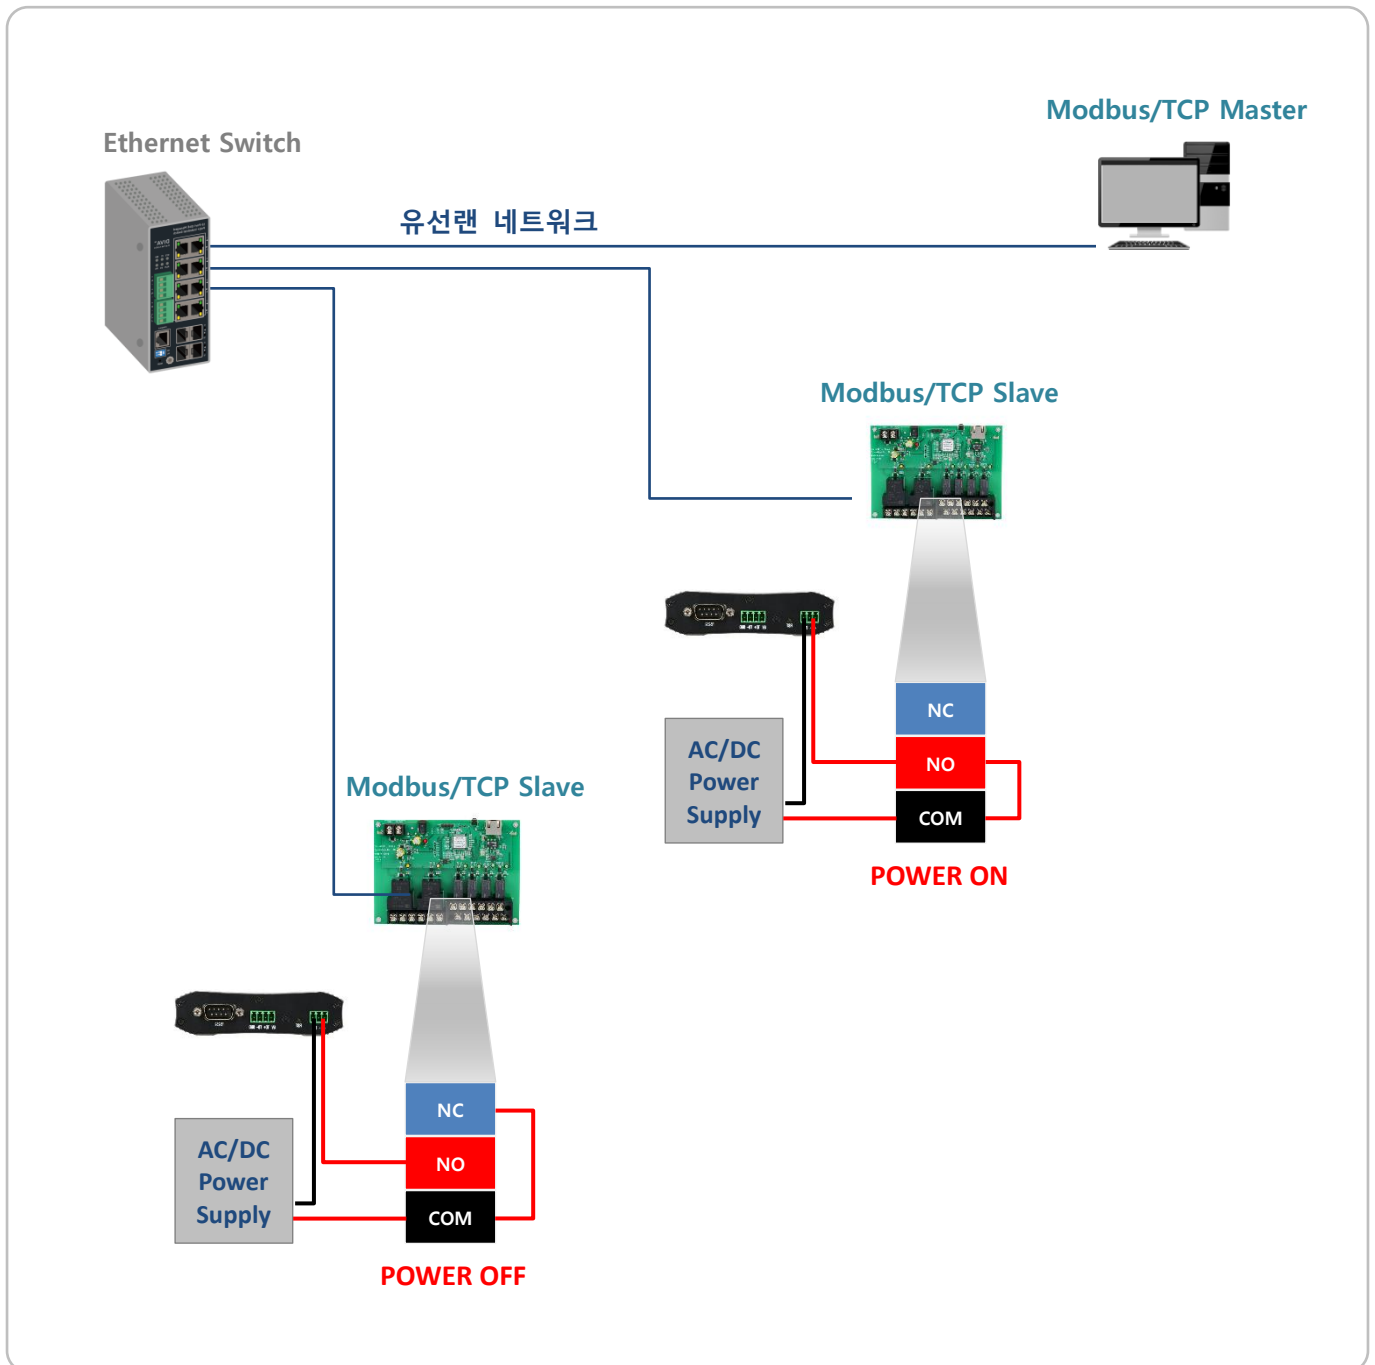 Modbus/TCP Master
Ethernet Switch
유선랜 네트워크
Modbus/TCP Slave
NC
AC/DC
Power
Supply
NO
COM
POWER ON
Modbus/TCP Slave
NC
AC/DC
Power
Supply
NO
COM
POWER OFF